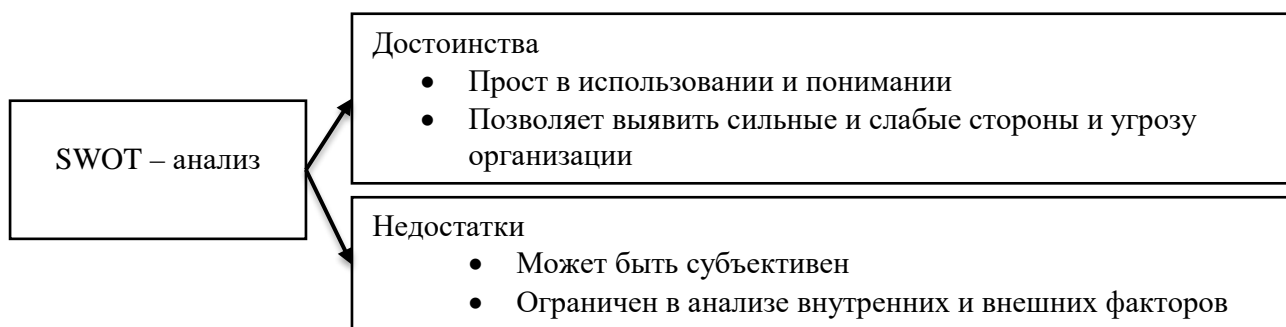 SWOT – анализ
Достоинства
• Прост в использовании и понимании
• Позволяет выявить сильные и слабые стороны и угрозу
организации
Недостатки
• Может быть субъективен
• Ограничен в анализе внутренних и внешних факторов